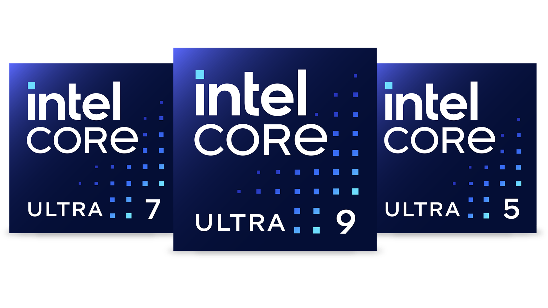 intel
CORE
ULTRA 7
intel
CORE
ULTRA 9
intel
CORE
ULTRA 5